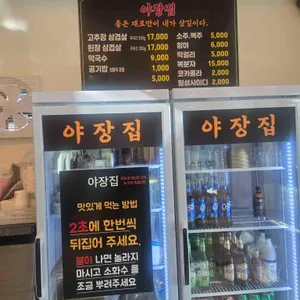 야장집
좋은 재료만이 내가 살길이다.
고추장 삼겹살 17,000
된장 삼겹살 17,000
막국수 9,000
공기밥 1,000
5,000
소주,맥주 5,000
청하 6,000
막걸리 5,000
복분자 15,000
코카콜라 2,000
칠성사이다 2,000
야장집
야장집
야장집
맛있게 먹는 방법
2초에 한번씩
뒤집어 주세요.
불이 나면 놀라지
마시고 소화수를
조금 뿌려주세요